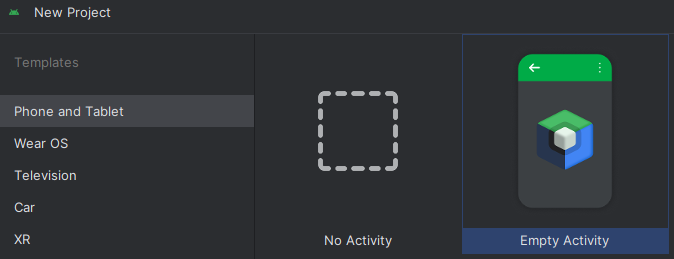 New Project
Templates
Phone and Tablet
Wear OS
Television
Car
XR
No Activity
Empty Activity